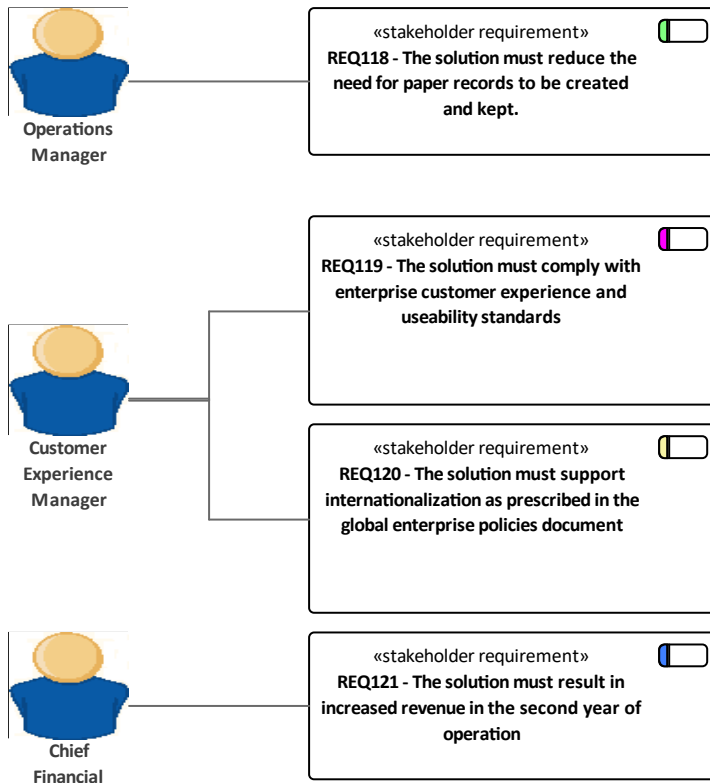 Operations
Manager
«stakeholder requirement»
REQ118 - The solution must reduce the
need for paper records to be created
and kept.
«stakeholder requirement»
REQ119 - The solution must comply with
enterprise customer experience and
useability standards
Customer
Experience
Manager
«stakeholder requirement»
REQ120 - The solution must support
internationalization as prescribed in the
global enterprise policies document
«stakeholder requirement»
REQ121 - The solution must result in
increased revenue in the second year of
operation
Chief
Financial